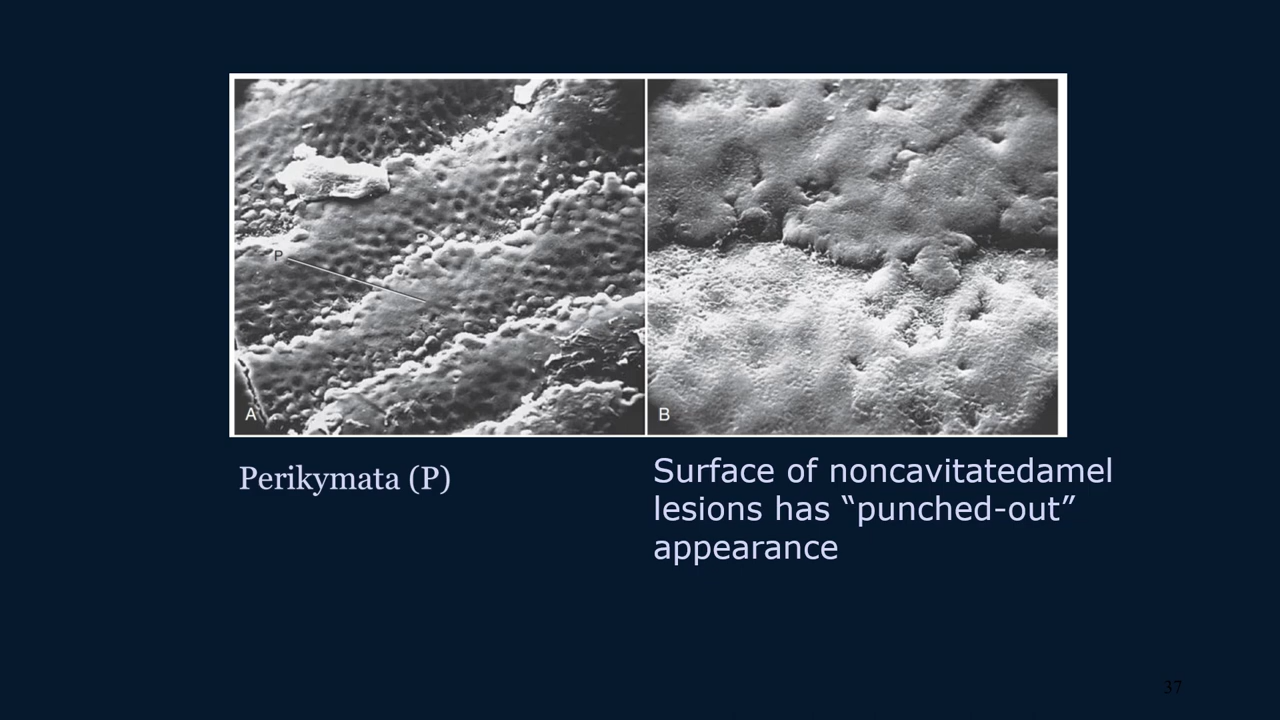 P
A
B
Perikymata (P)
Surface of noncavitatedamel
lesions has “punched-out”
appearance
37